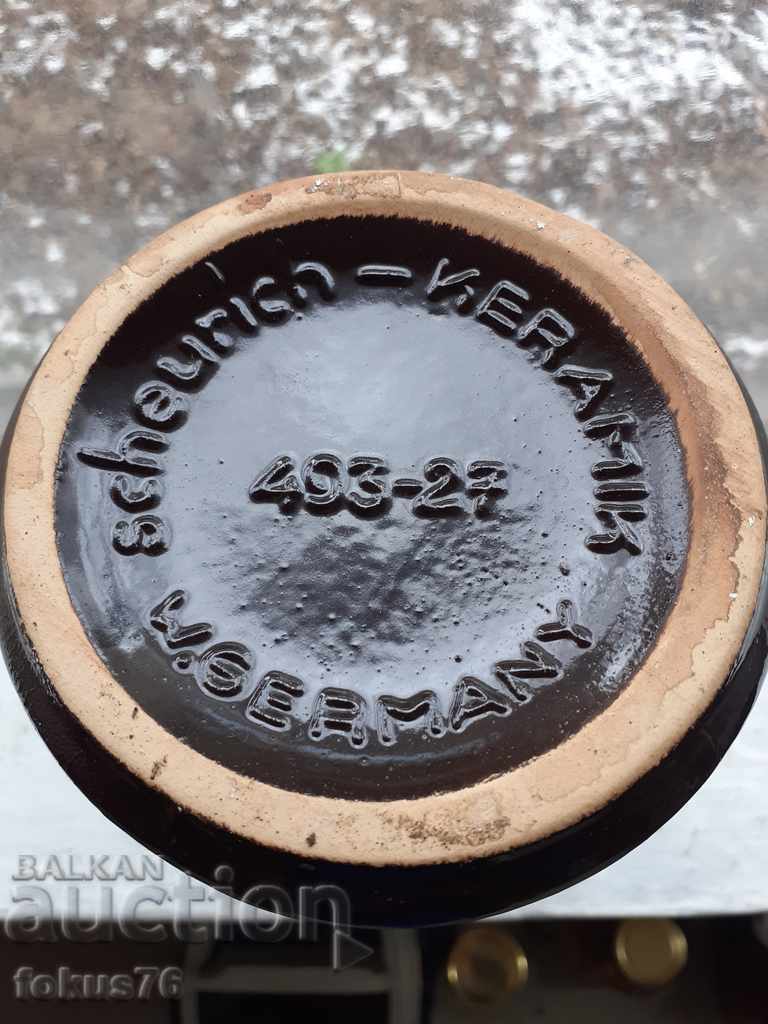 scheurich-KERAMIK
493-27
W.GERMANY
BALKAN
auction
fokus76